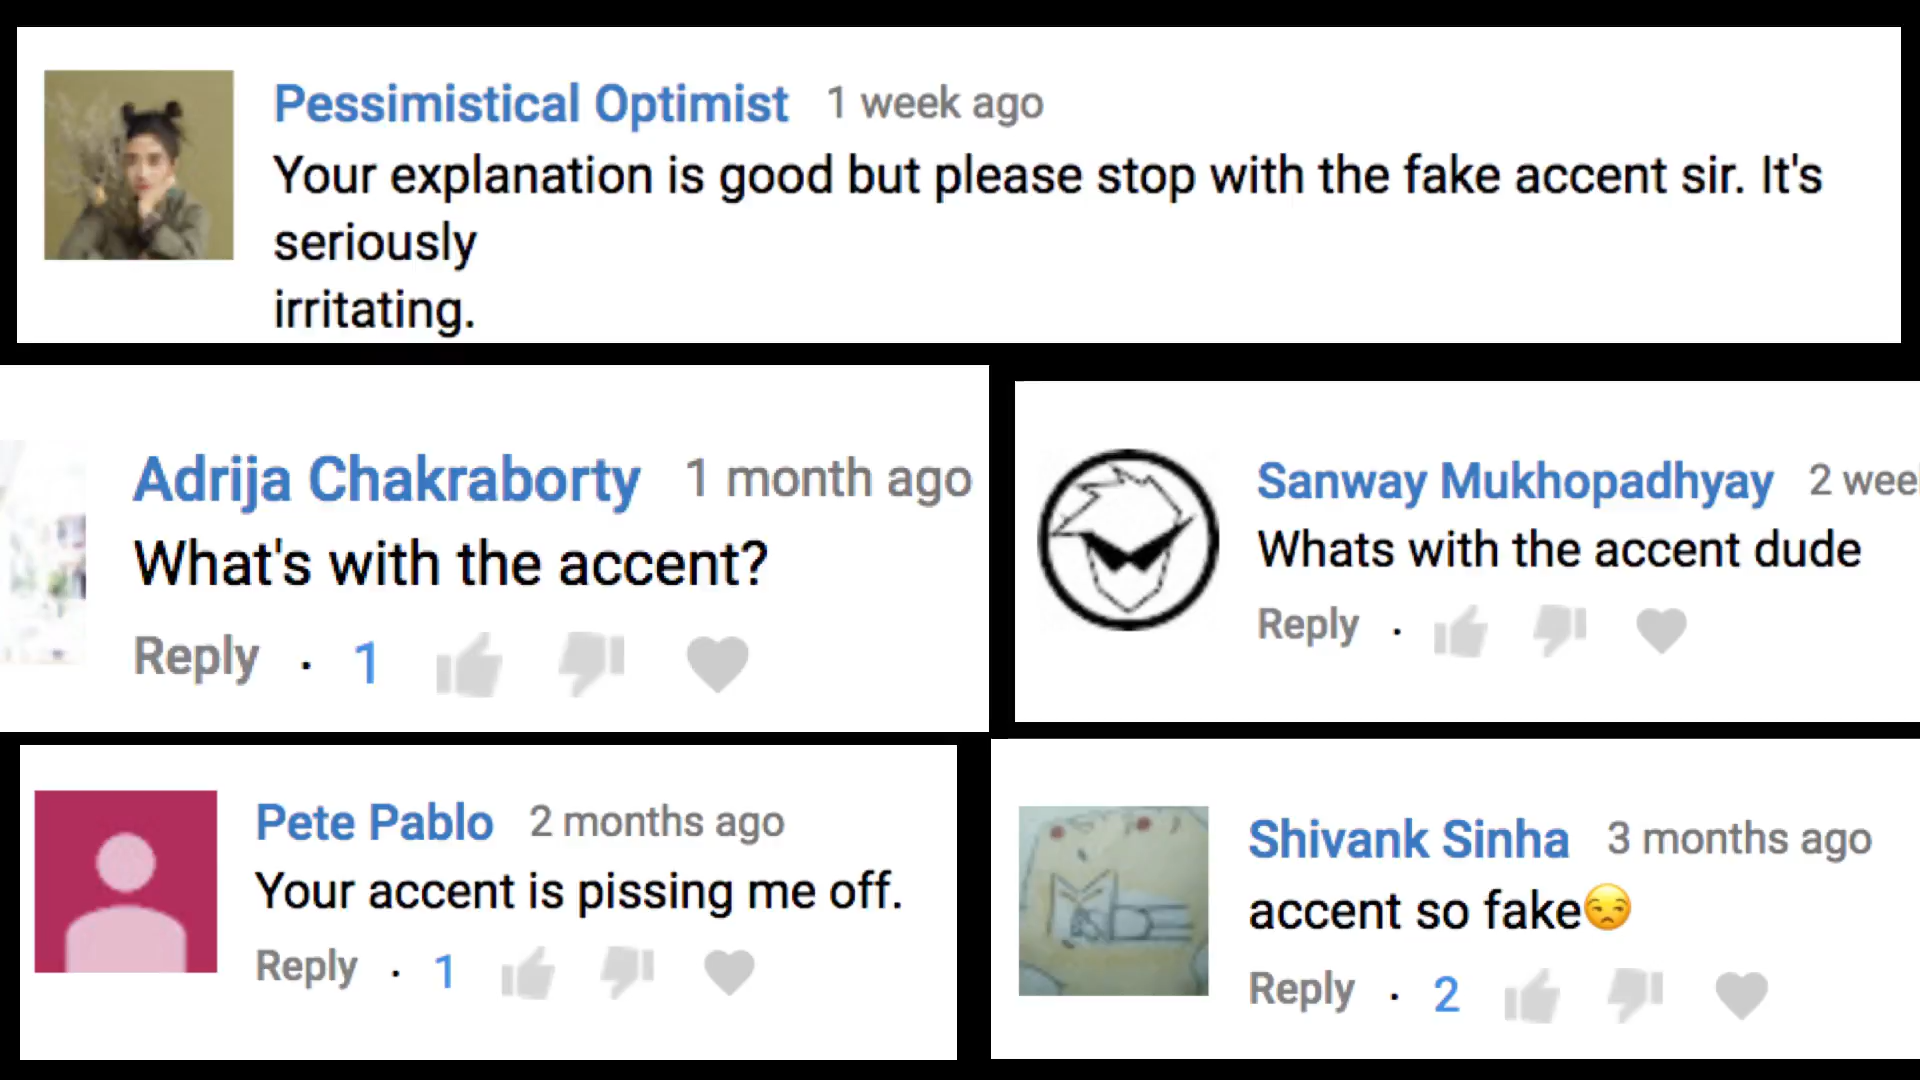 Pessimistical Optimist 1 week ago
Your explanation is good but please stop with the fake accent sir. It's
seriously
irritating.
Adrija Chakraborty 1 month ago
What's with the accent?
Reply · 1
Sanway Mukhopadhyay 2 wee
Whats with the accent dude
Reply ·
Pete Pablo 2 months ago
Your accent is pissing me off.
Reply · 1
Shivank Sinha 3 months ago
accent so fake😒
Reply · 2